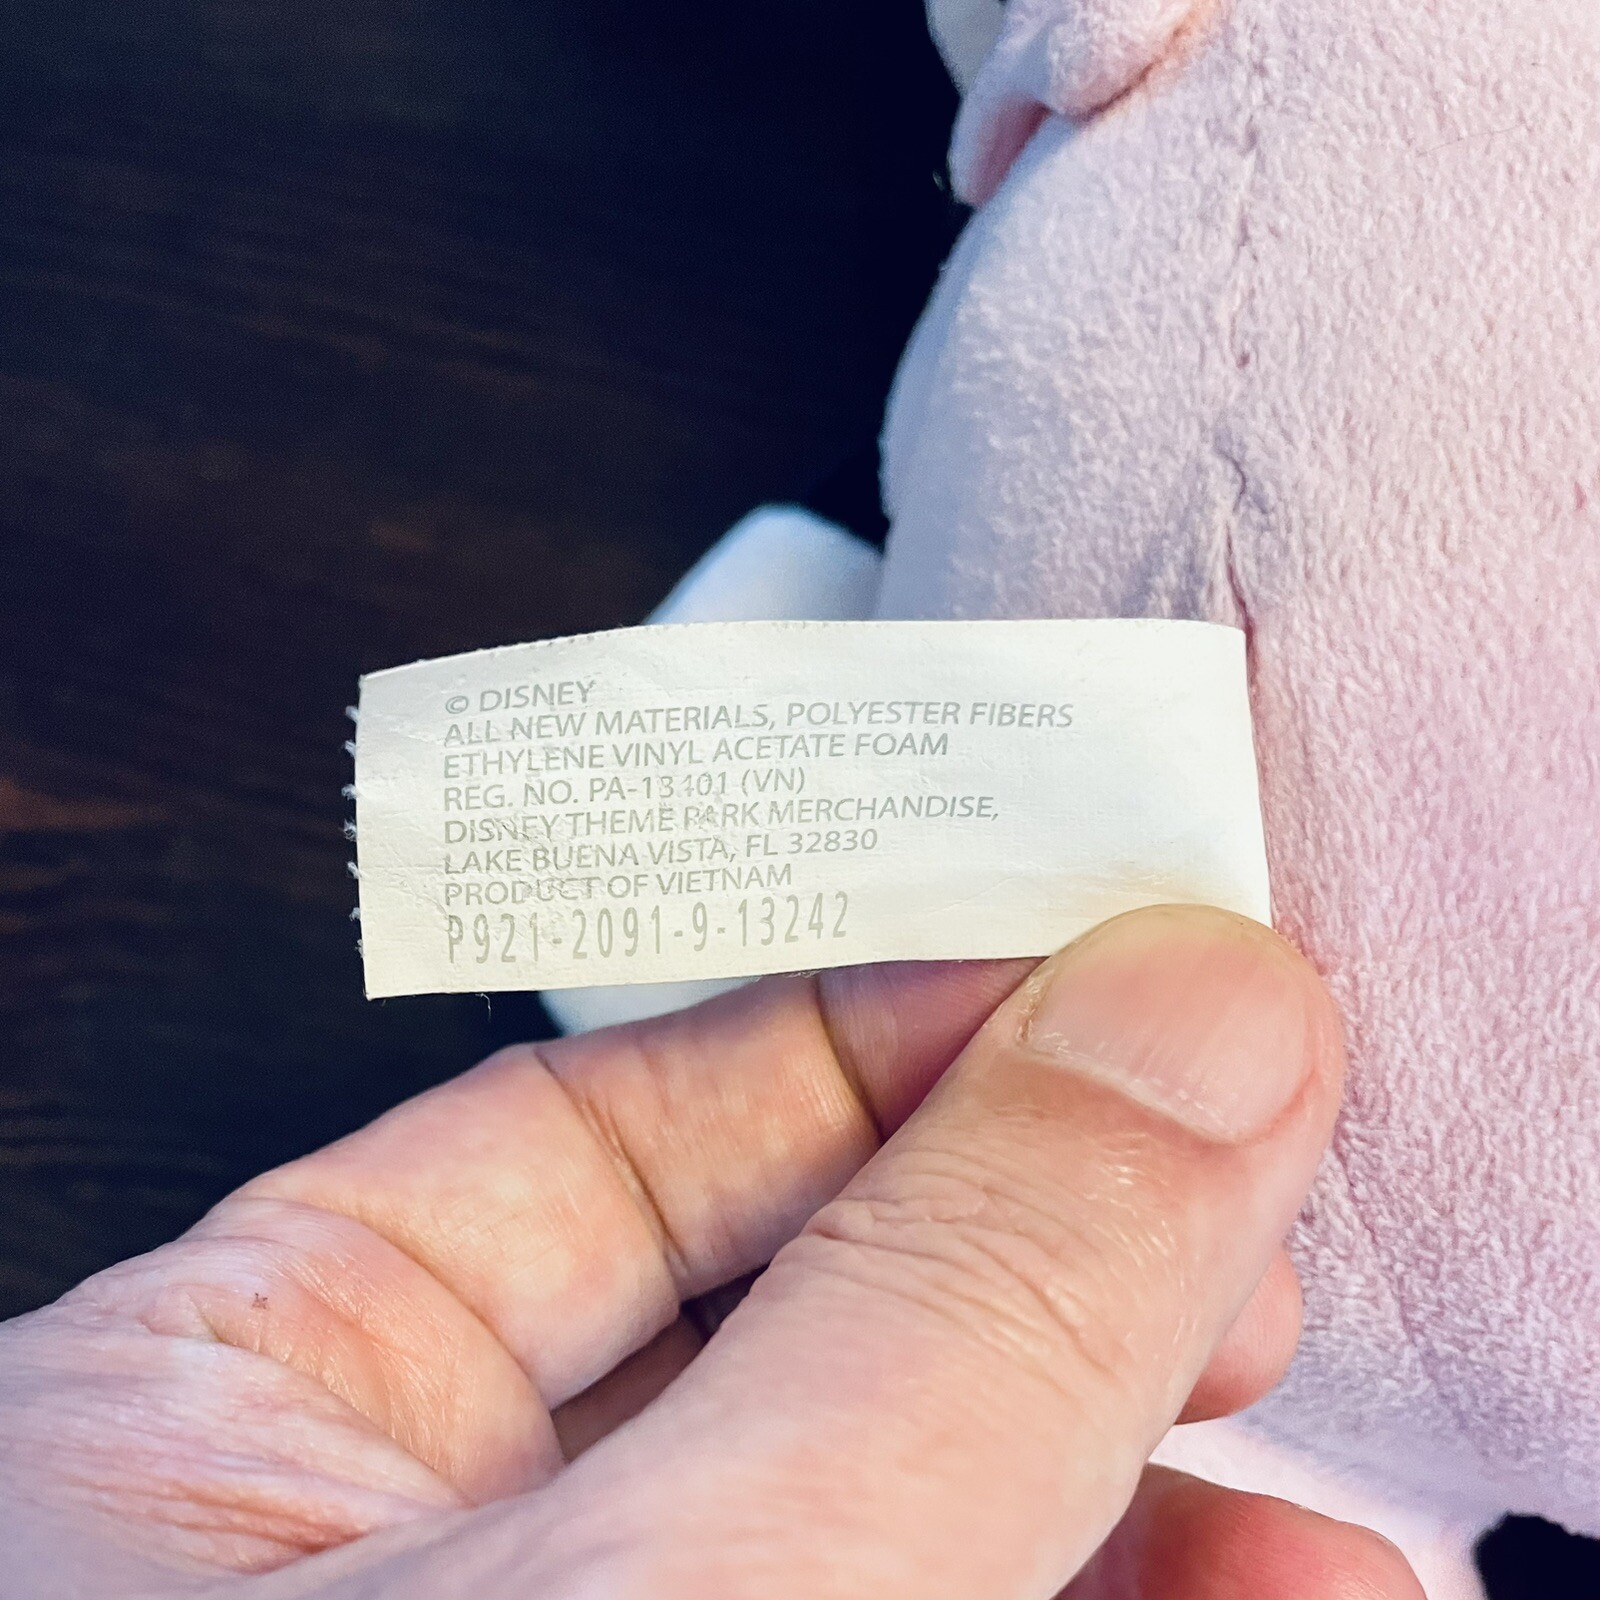 © DISNEY
ALL NEW MATERIALS, POLYESTER FIBERS
ETHYLENE VINYL ACETATE FOAM
REG. NO. PA-13401 (VN)
DISNEY THEME PARK MERCHANDISE,
LAKE BUENA VISTA, FL 32830
PRODUCT OF VIETNAM
P921-2091-9-13242